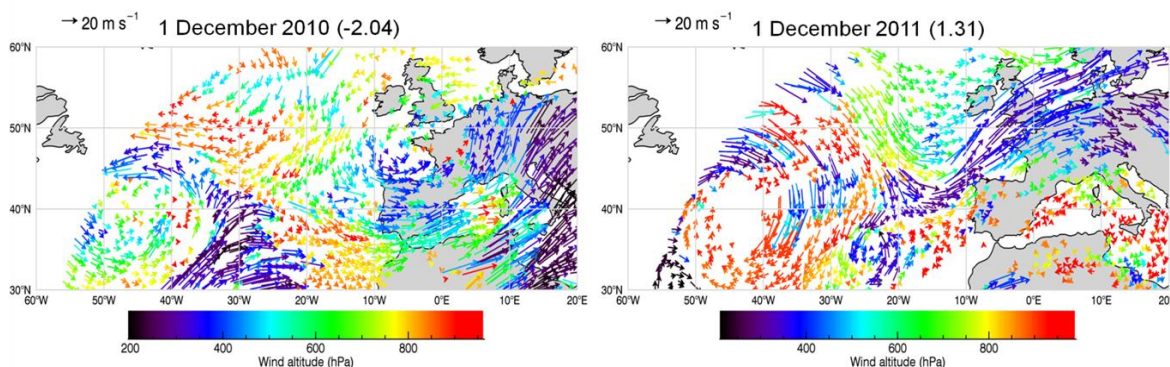 → 20 m s⁻¹
1 December 2010 (-2.04)
60°N
50°N
40°N
30°N
60°W 50°W 40°W 30°W 20°W 10°W 0°E 10°E 20°E
200 400 600 800
Wind altitude (hPa)
→ 20 m s⁻¹
1 December 2011 (1.31)
60°N
50°N
40°N
30°N
60°W 50°W 40°W 30°W 20°W 10°W 0°E 10°E 20
400 600 800
Wind altitude (hPa)